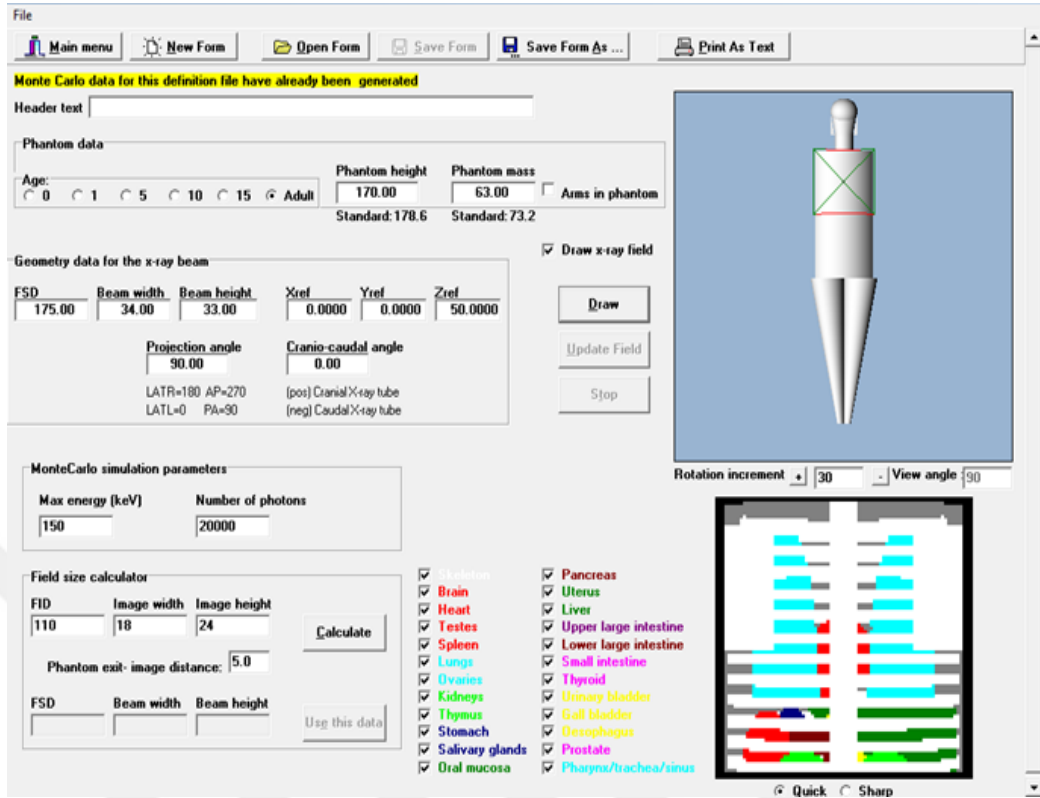 File
Main menu New Form Open Form Save Form Save Form As ... Print As Text
Monte Carlo data for this definition file have already been generated
Header text
Phantom data
Age: Phantom height Phantom mass
0 1 5 10 15 Adult 170.00 63.00 Arms in phantom
Standard: 178.6 Standard: 73.2
Draw x-ray field
Geometry data for the x-ray beam
FSD Beam width Beam height Xref Yref Zref
175.00 34.00 33.00 0.0000 0.0000 50.0000
Draw
Projection angle Cranio-caudal angle
90.00 0.00
Update Field
LATR=180 AP=270 (pos) Cranial X-ray tube
LATL=0 PA=90 (neg) Caudal X-ray tube
Stop
MonteCarlo simulation parameters
Max energy (keV) Number of photons
150 20000
Rotation increment + 30 - View angle : 90
Field size calculator
FID Image width Image height
110 18 24
Calculate
Phantom exit- image distance: 5.0
FSD Beam width Beam height
Use this data
Skeleton Pancreas
Brain Uterus
Heart Liver
Testes Upper large intestine
Spleen Lower large intestine
Lungs Small intestine
Ovaries Thyroid
Kidneys Urinary bladder
Thymus Gall bladder
Stomach Oesophagus
Salivary glands Prostate
Oral mucosa Pharynx/trachea/sinus
Quick Sharp